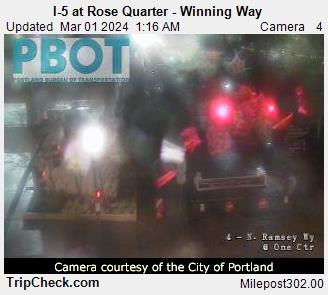 I-5 at Rose Quarter - Winning Way
Updated Mar 01 2024 1:16 AM Camera 4
PBOT
PORTLAND BUREAU OF TRANSPORTATION
4 - N. Ramsey Wy
@ One Ctr
Camera courtesy of the City of Portland
TripCheck.com Milepost302.00